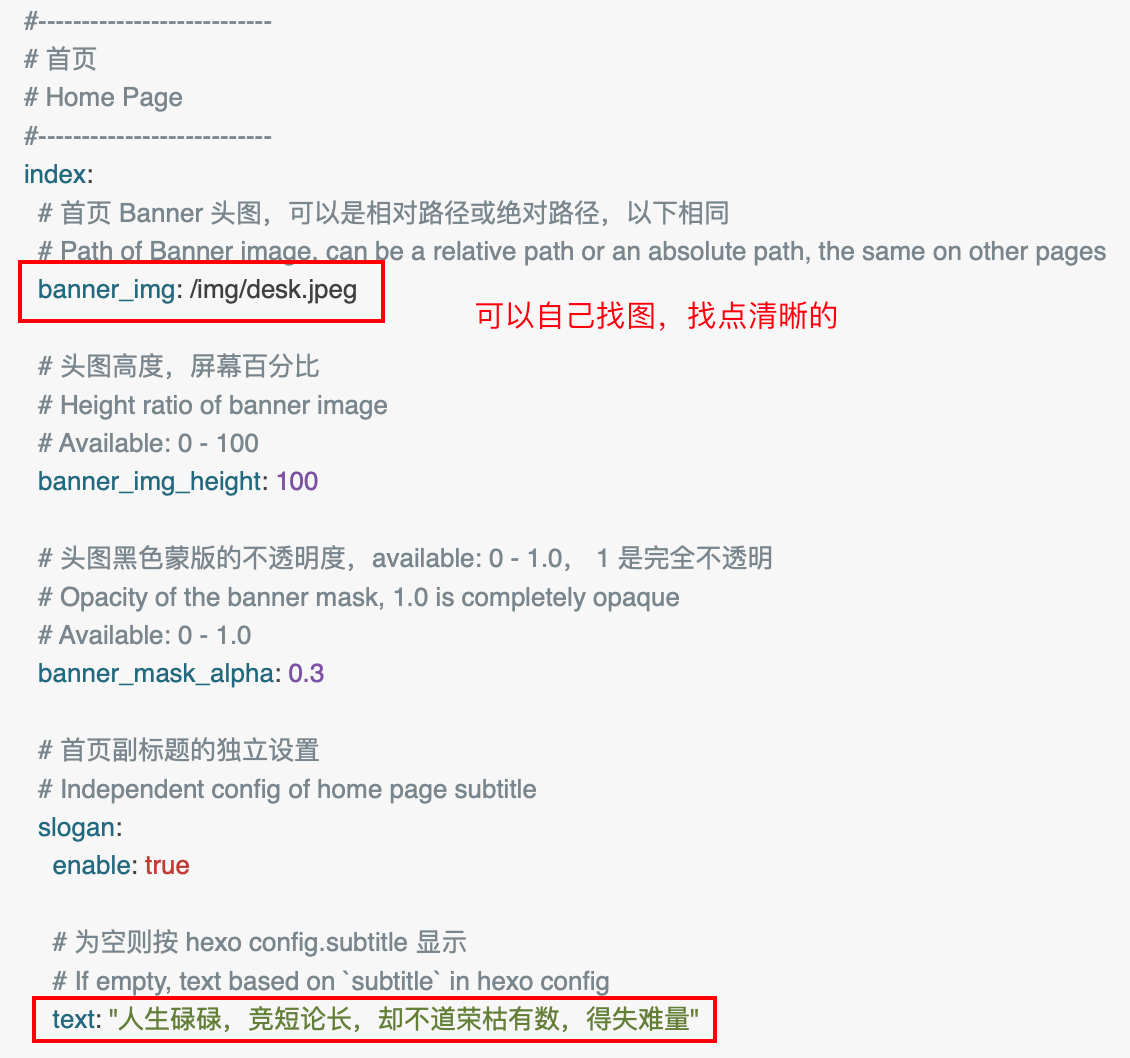 #---------------------------
# 首页
# Home Page
#---------------------------
index:
# 首页 Banner 头图，可以是相对路径或绝对路径，以下相同
# Path of Banner image, can be a relative path or an absolute path, the same on other pages
banner_img: /img/desk.jpeg
可以自己找图，找点清晰的
# 头图高度，屏幕百分比
# Height ratio of banner image
# Available: 0 - 100
banner_img_height: 100
# 头图黑色蒙版的不透明度，available: 0 - 1.0， 1 是完全不透明
# Opacity of the banner mask, 1.0 is completely opaque
# Available: 0 - 1.0
banner_mask_alpha: 0.3
# 首页副标题的独立设置
# Independent config of home page subtitle
slogan:
enable: true
# 为空则按 hexo config.subtitle 显示
# If empty, text based on `subtitle` in hexo config
text: "人生碌碌，竞短论长，却不道荣枯有数，得失难量"